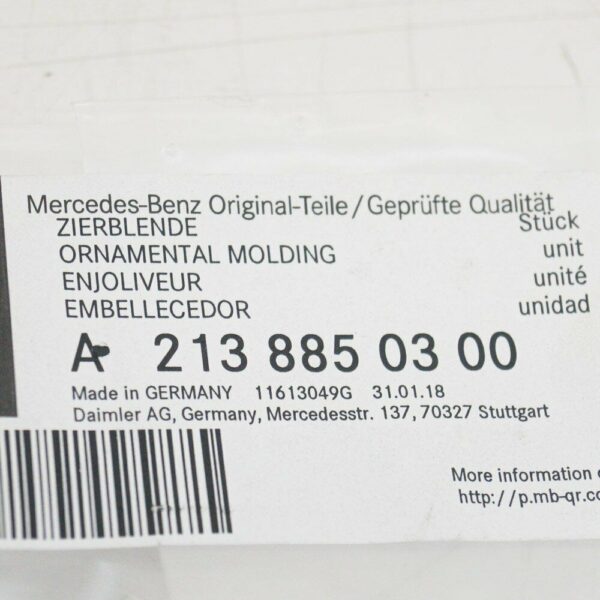 Mercedes-Benz Original-Teile/Geprüfte Qualität
ZIERBLENDE Stück
ORNAMENTAL MOLDING unit
ENJOLIVEUR unité
EMBELLECEDOR unidad
A 213 885 03 00
Made in GERMANY 11613049G 31.01.18
Daimler AG, Germany, Mercedesstr. 137, 70327 Stuttgart
More information
http://p.mb-qr.co